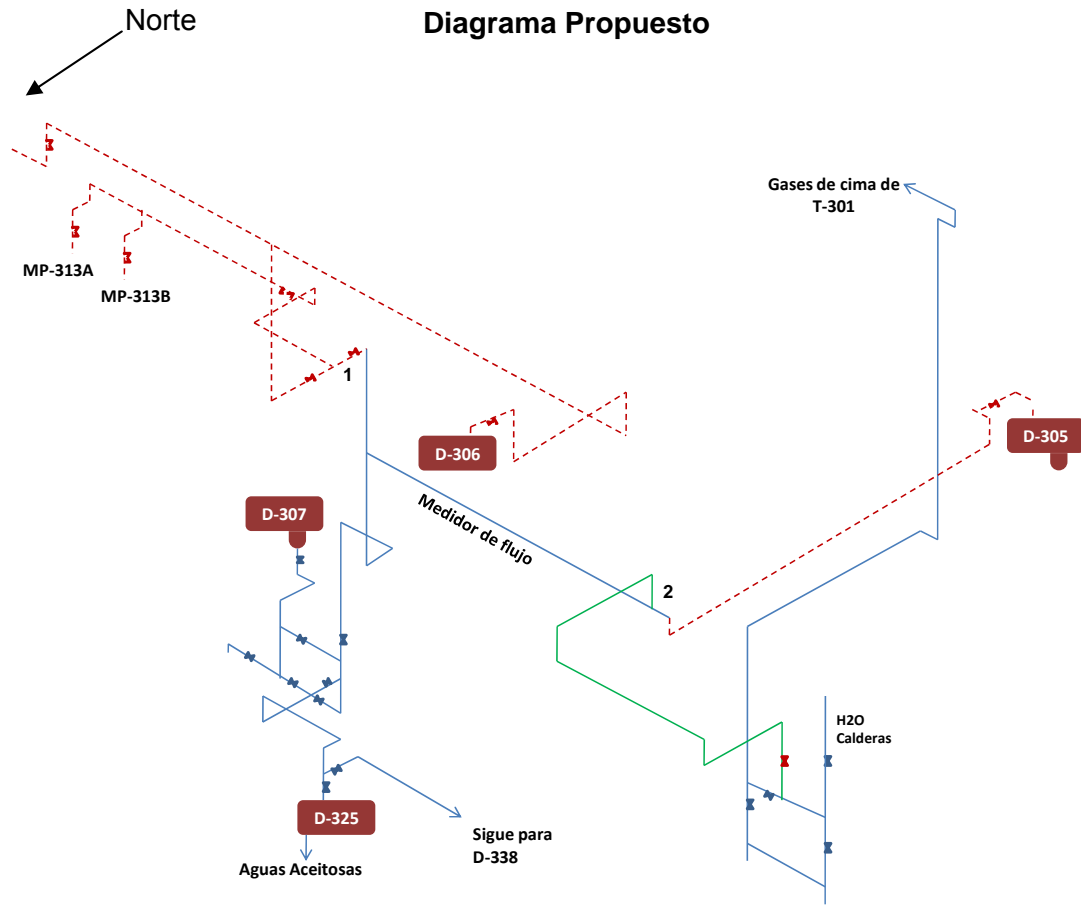 Norte
Diagrama Propuesto
Gases de cima de
T-301
MP-313A
MP-313B
1
D-306
D-305
D-307
Medidor de flujo
2
H2O
Calderas
D-325
Sigue para
D-338
Aguas Aceitosas